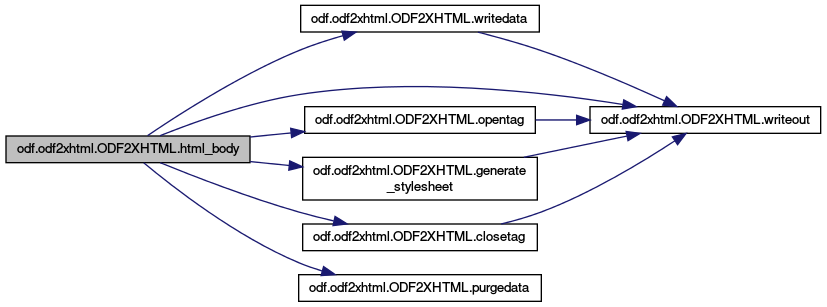 odf.odf2xhtml.ODF2XHTML.writedata
odf.odf2xhtml.ODF2XHTML.opentag
odf.odf2xhtml.ODF2XHTML.writeout
odf.odf2xhtml.ODF2XHTML.html_body
odf.odf2xhtml.ODF2XHTML.generate
_stylesheet
odf.odf2xhtml.ODF2XHTML.closetag
odf.odf2xhtml.ODF2XHTML.purgedata